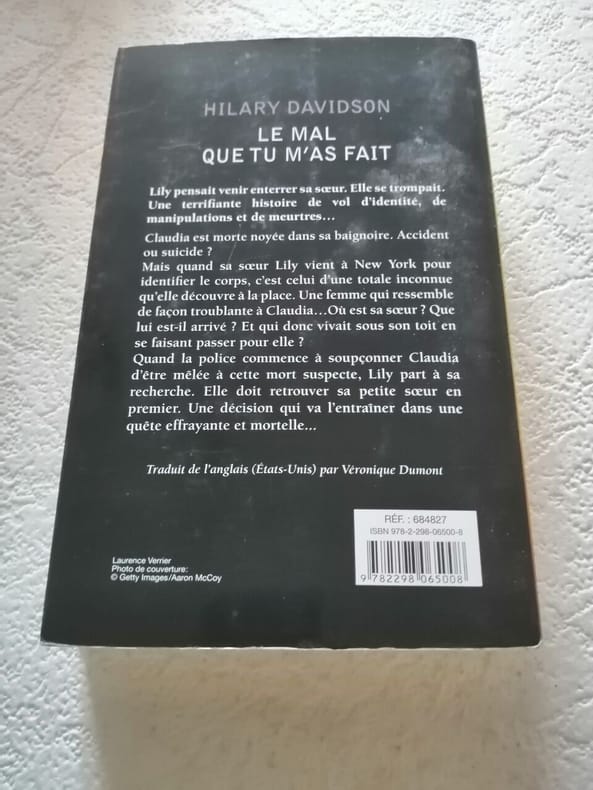 HILARY DAVIDSON
LE MAL
QUE TU M'AS FAIT
Lily pensait venir enterrer sa sœur. Elle se trompait.
Une terrifiante histoire de vol d'identité, de
manipulations et de meurtres...
Claudia est morte noyée dans sa baignoire. Accident
ou suicide ?
Mais quand sa sœur Lily vient à New York pour
identifier le corps, c'est celui d'une totale inconnue
qu'elle découvre à la place. Une femme qui ressemble
de façon troublante à Claudia...Où est sa sœur ? Que
lui est-il arrivé ? Et qui donc vivait sous son toit en
se faisant passer pour elle ?
Quand la police commence à soupçonner Claudia
d'être mêlée à cette mort suspecte, Lily part à sa
recherche. Elle doit retrouver sa petite sœur en
premier. Une décision qui va l'entraîner dans une
quête effrayante et mortelle...
Traduit de l'anglais (États-Unis) par Véronique Dumont
RÉF. : 684827
ISBN 978-2-298-06500-8
9 782298 065008
Laurence Verrier
Photo de couverture:
© Getty Images/Aaron McCoy